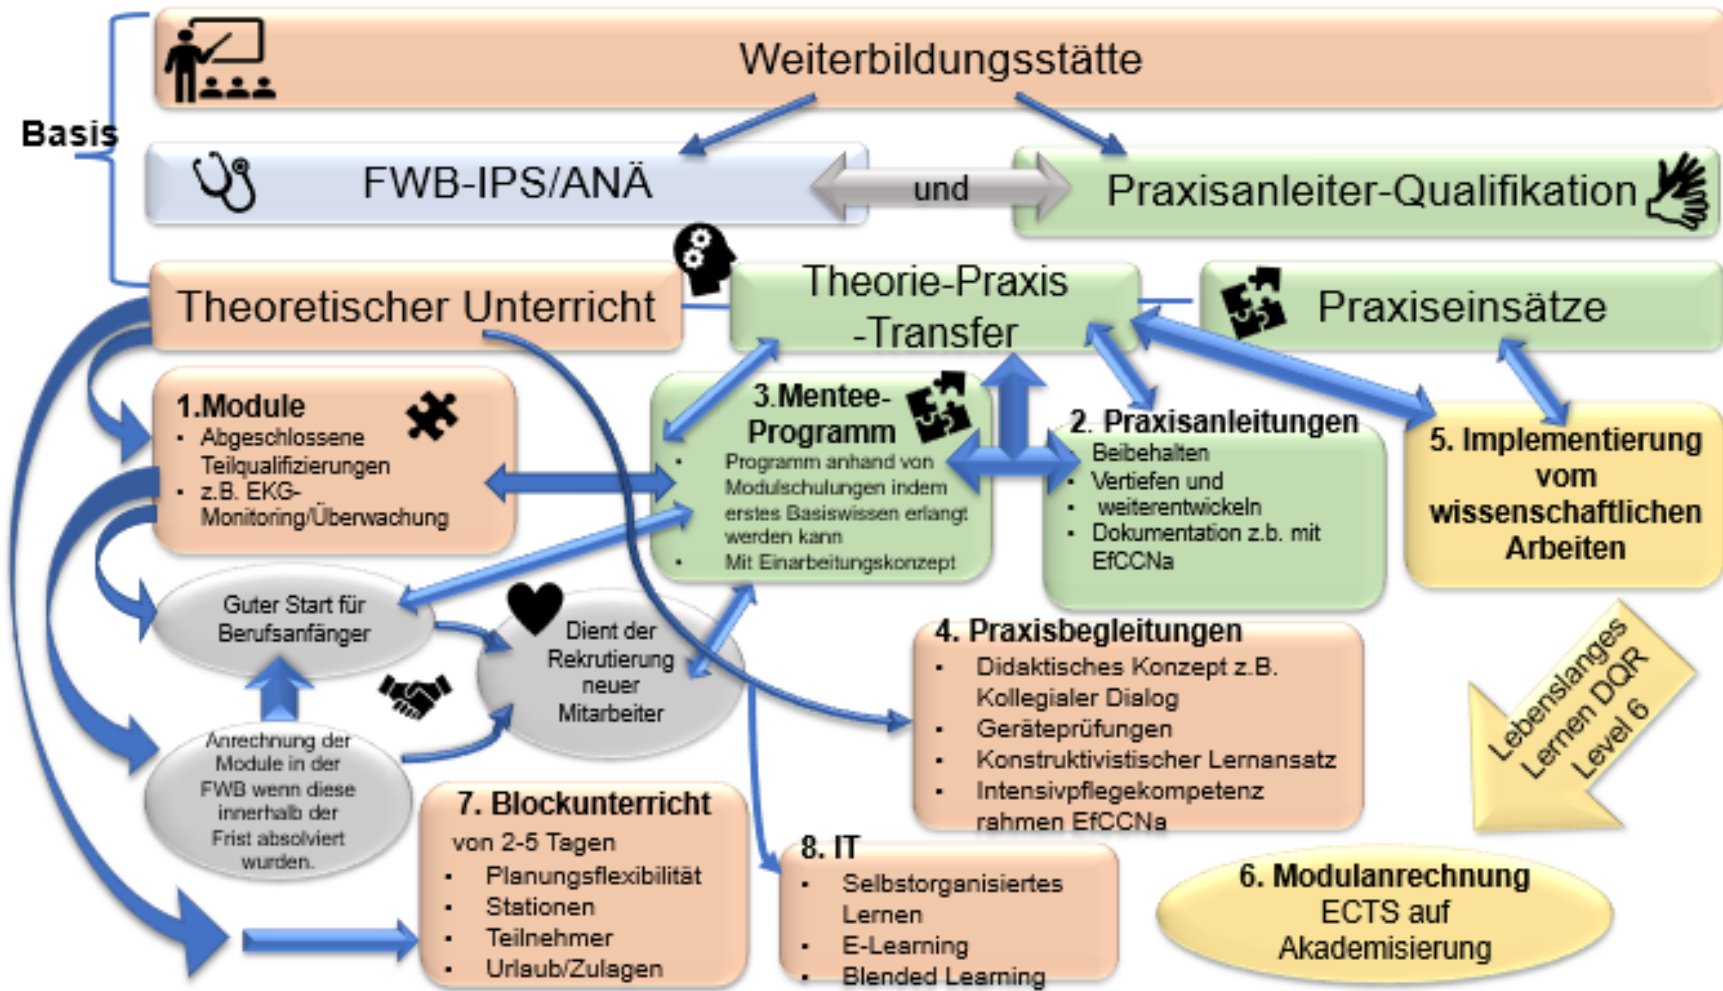 Weiterbildungsstätte
Basis
FWB-IPS/ANÄ
und
Praxisanleiter-Qualifikation
Theoretischer Unterricht
Theorie-Praxis
-Transfer
Praxiseinsätze
1.Module
• Abgeschlossene
Teilqualifizierungen
• z.B. EKG-
Monitoring/Überwachung
3.Mentee-
Programm
• Programm anhand von
Modulschulungen indem
erstes Basiswissen erlangt
werden kann
• Mit Einarbeitungskonzept
2. Praxisanleitungen
• Beibehalten
• Vertiefen und
• weiterentwickeln
• Dokumentation z.b. mit
EfCCNa
5. Implementierung
vom
wissenschaftlichen
Arbeiten
Guter Start für
Berufsanfänger
Dient der
Rekrutierung
neuer
Mitarbeiter
4. Praxisbegleitungen
• Didaktisches Konzept z.B.
Kollegialer Dialog
• Geräteprüfungen
• Konstruktivistischer Lernansatz
• Intensivpflegekompetenz
rahmen EfCCNa
Lebenslanges
Lernen DQR
Level 6
Anrechnung der
Module in der
FWB wenn diese
innerhalb der
Frist absolviert
wurden.
7. Blockunterricht
von 2-5 Tagen
• Planungsflexibilität
• Stationen
• Teilnehmer
• Urlaub/Zulagen
8. IT
• Selbstorganisiertes
Lernen
• E-Learning
• Blended Learning
6. Modulanrechnung
ECTS auf
Akademisierung